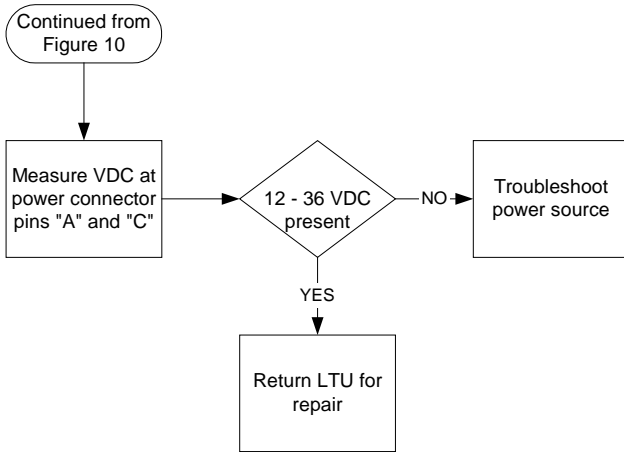 Continued from
Figure 10
Measure VDC at
power connector
pins "A" and "C"
12 - 36 VDC
present
NO
Troubleshoot
power source
YES
Return LTU for
repair